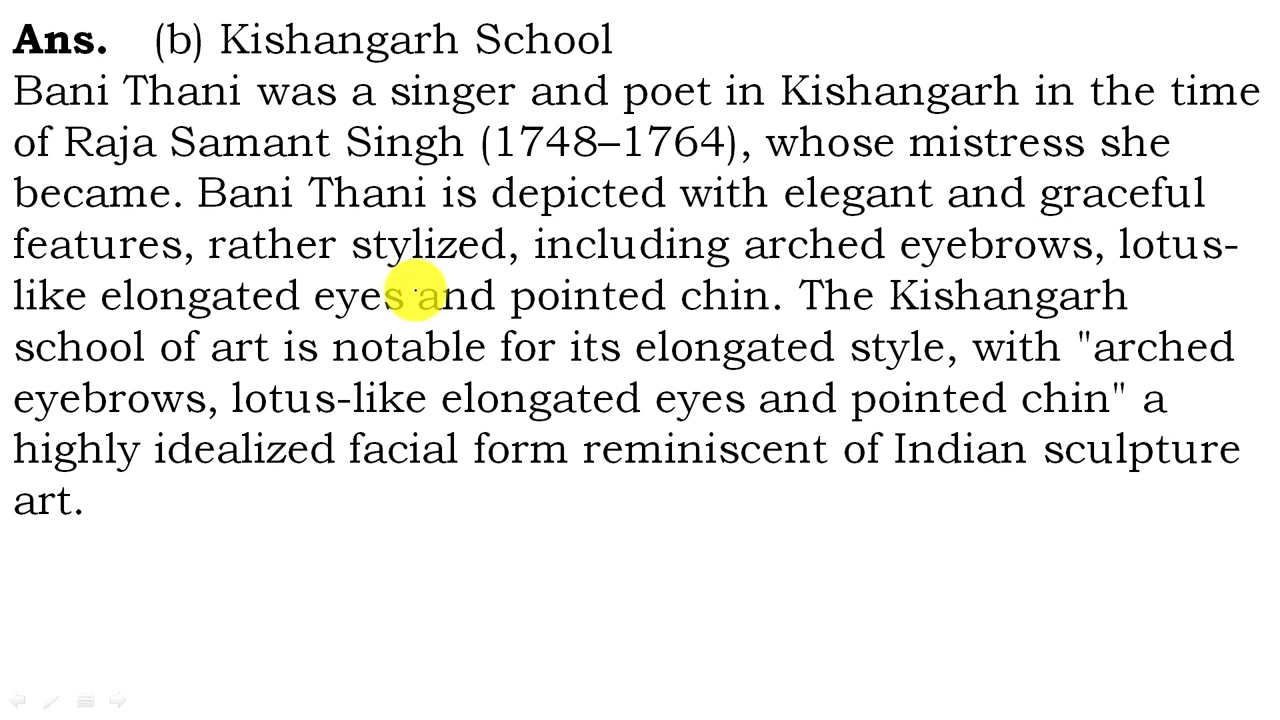 Ans. (b) Kishangarh School
Bani Thani was a singer and poet in Kishangarh in the time
of Raja Samant Singh (1748–1764), whose mistress she
became. Bani Thani is depicted with elegant and graceful
features, rather stylized, including arched eyebrows, lotus-
like elongated eyes and pointed chin. The Kishangarh
school of art is notable for its elongated style, with "arched
eyebrows, lotus-like elongated eyes and pointed chin" a
highly idealized facial form reminiscent of Indian sculpture
art.